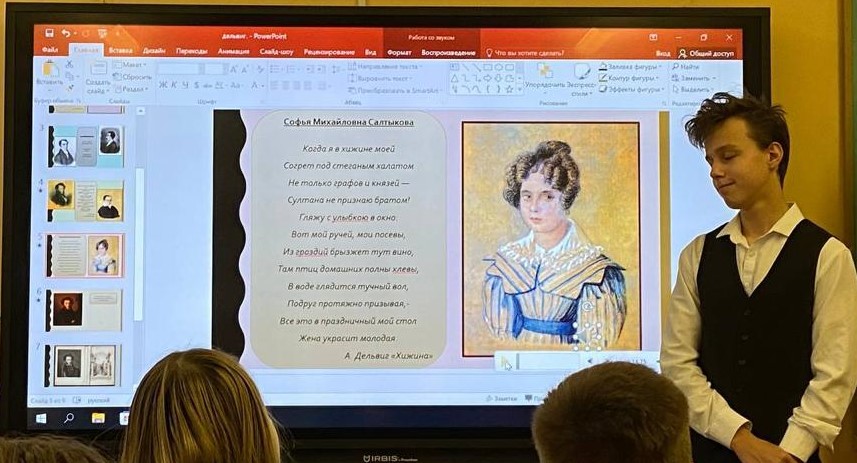 дельвиг. - PowerPoint
Работа со звуком
Файл Главная Вставка Дизайн Переходы Анимация Слайд-шоу Рецензирование Вид Формат Воспроизведение Что вы хотите сделать? Вход Общий доступ
Вставить
Создать слайд
Макет
Сбросить
Раздел
Буфер обмена
Слайды
Ж К Ч S
Шрифт
Направление текста
Выровнять текст
Преобразовать в SmartArt
Абзац
Упорядочить
Экспресс-стили
Заливка фигуры
Контур фигуры
Эффекты фигуры
Рисование
Найти
Заменить
Выделить
3
4
5
6
7
Софья Михайловна Салтыкова
Когда я в хижине моей
Согрет под стеганым халатом
Не только графов и князей —
Султана не признаю братом!
Гляжу с улыбкою в окно:
Вот мой ручей, мои посевы,
Из гроздий брызжет тут вино,
Там птиц домашних полны хлевы,
В воде глядится тучный вол,
Подруг протяжно призывая,-
Все это в праздничный мой стол
Жена украсит молодая
А. Дельвиг «Хижина»
русский
Заметки
IRBIS